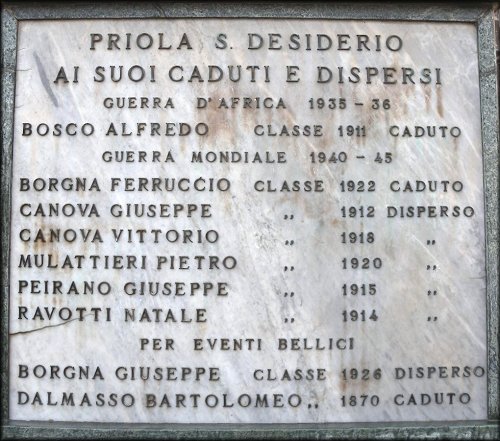 PRIOLA S. DESIDERIO
AI SUOI CADUTI E DISPERSI
GUERRA D'AFRICA 1935-36
BOSCO ALFREDO CLASSE 1911 CADUTO
GUERRA MONDIALE 1940-45
BORGNA FERRUCCIO CLASSE 1922 CADUTO
CANOVA GIUSEPPE ,, 1912 DISPERSO
CANOVA VITTORIO ,, 1918 ,,
MULATTIERI PIETRO ,, 1920 ,,
PEIRANO GIUSEPPE ,, 1915 ,,
RAVOTTI NATALE ,, 1914 ,,
PER EVENTI BELLICI
BORGNA GIUSEPPE CLASSE 1926 DISPERSO
DALMASSO BARTOLOMEO ,, 1870 CADUTO